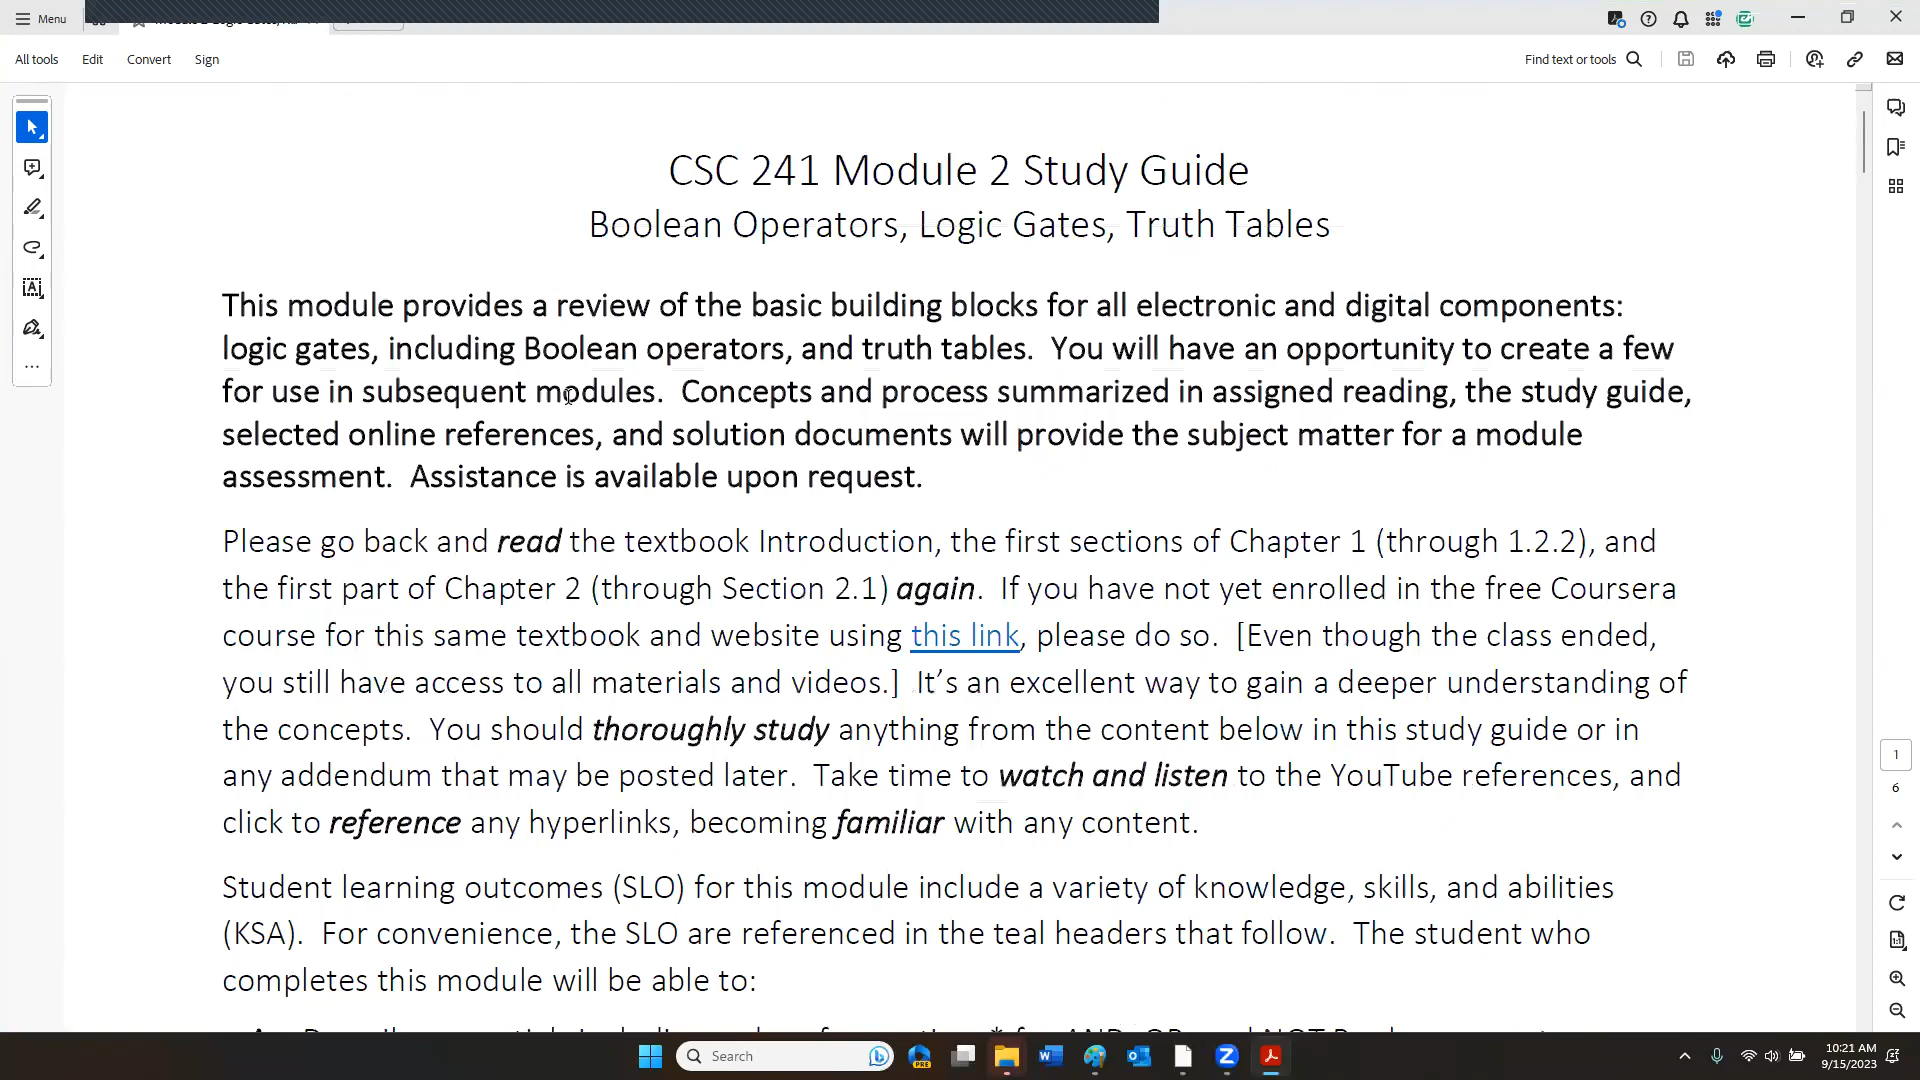 Menu
All tools
Edit
Convert
Sign
Find text or tools
CSC 241 Module 2 Study Guide
Boolean Operators, Logic Gates, Truth Tables
This module provides a review of the basic building blocks for all electronic and digital components:
logic gates, including Boolean operators, and truth tables.  You will have an opportunity to create a few
for use in subsequent modules.  Concepts and process summarized in assigned reading, the study guide,
selected online references, and solution documents will provide the subject matter for a module
assessment.  Assistance is available upon request.
Please go back and read the textbook Introduction, the first sections of Chapter 1 (through 1.2.2), and
the first part of Chapter 2 (through Section 2.1) again.  If you have not yet enrolled in the free Coursera
course for this same textbook and website using this link, please do so.  [Even though the class ended,
you still have access to all materials and videos.]  It’s an excellent way to gain a deeper understanding of
the concepts.  You should thoroughly study anything from the content below in this study guide or in
any addendum that may be posted later.  Take time to watch and listen to the YouTube references, and
click to reference any hyperlinks, becoming familiar with any content.
Student learning outcomes (SLO) for this module include a variety of knowledge, skills, and abilities
(KSA).  For convenience, the SLO are referenced in the teal headers that follow.  The student who
completes this module will be able to:
1
6
Search
PRE
10:21 AM
9/15/2023